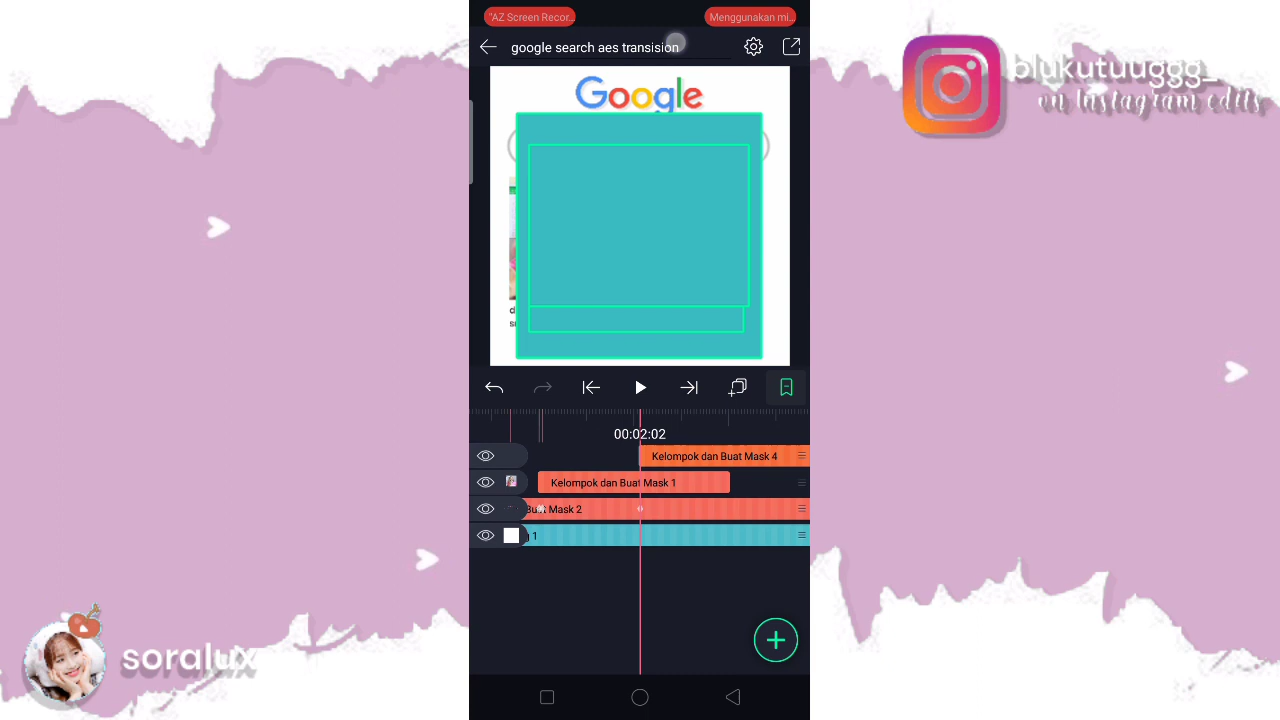 "AZ Screen Recor...
Menggunakan mi...
google search aes transision
Google
blukutuuggg_
on Instagram edits
00:02:02
Kelompok dan Buat Mask 4
Kelompok dan Buat Mask 1
Buat Mask 2
1
soralux